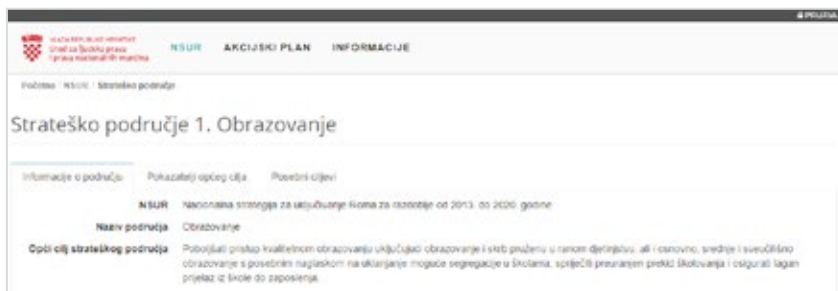 PRIJAVA
VLADA REPUBLIKE HRVATSKE
Ured za ljudska prava
i prava nacionalnih manjina
NSUR AKCIJSKI PLAN INFORMACIJE
Početna / NSUR / Strateško područje
Strateško područje 1. Obrazovanje
Informacije o području Pokazatelji općeg cilja Posebni ciljevi
NSUR Nacionalna strategija za uključivanje Roma za razdoblje od 2013. do 2020. godine
Naziv područja Obrazovanje
Opći cilj strateškog područja Poboljšati pristup kvalitetnom obrazovanju uključujući obrazovanje i skrb pruženu u ranom djetinjstvu, ali i osnovno, srednje i sveučilišno
obrazovanje s posebnim naglaskom na uklanjanje moguće segregacije u školama, spriječiti preuranjen prekid školovanja i osigurati lagan
prijelaz iz škole do zaposlenja.